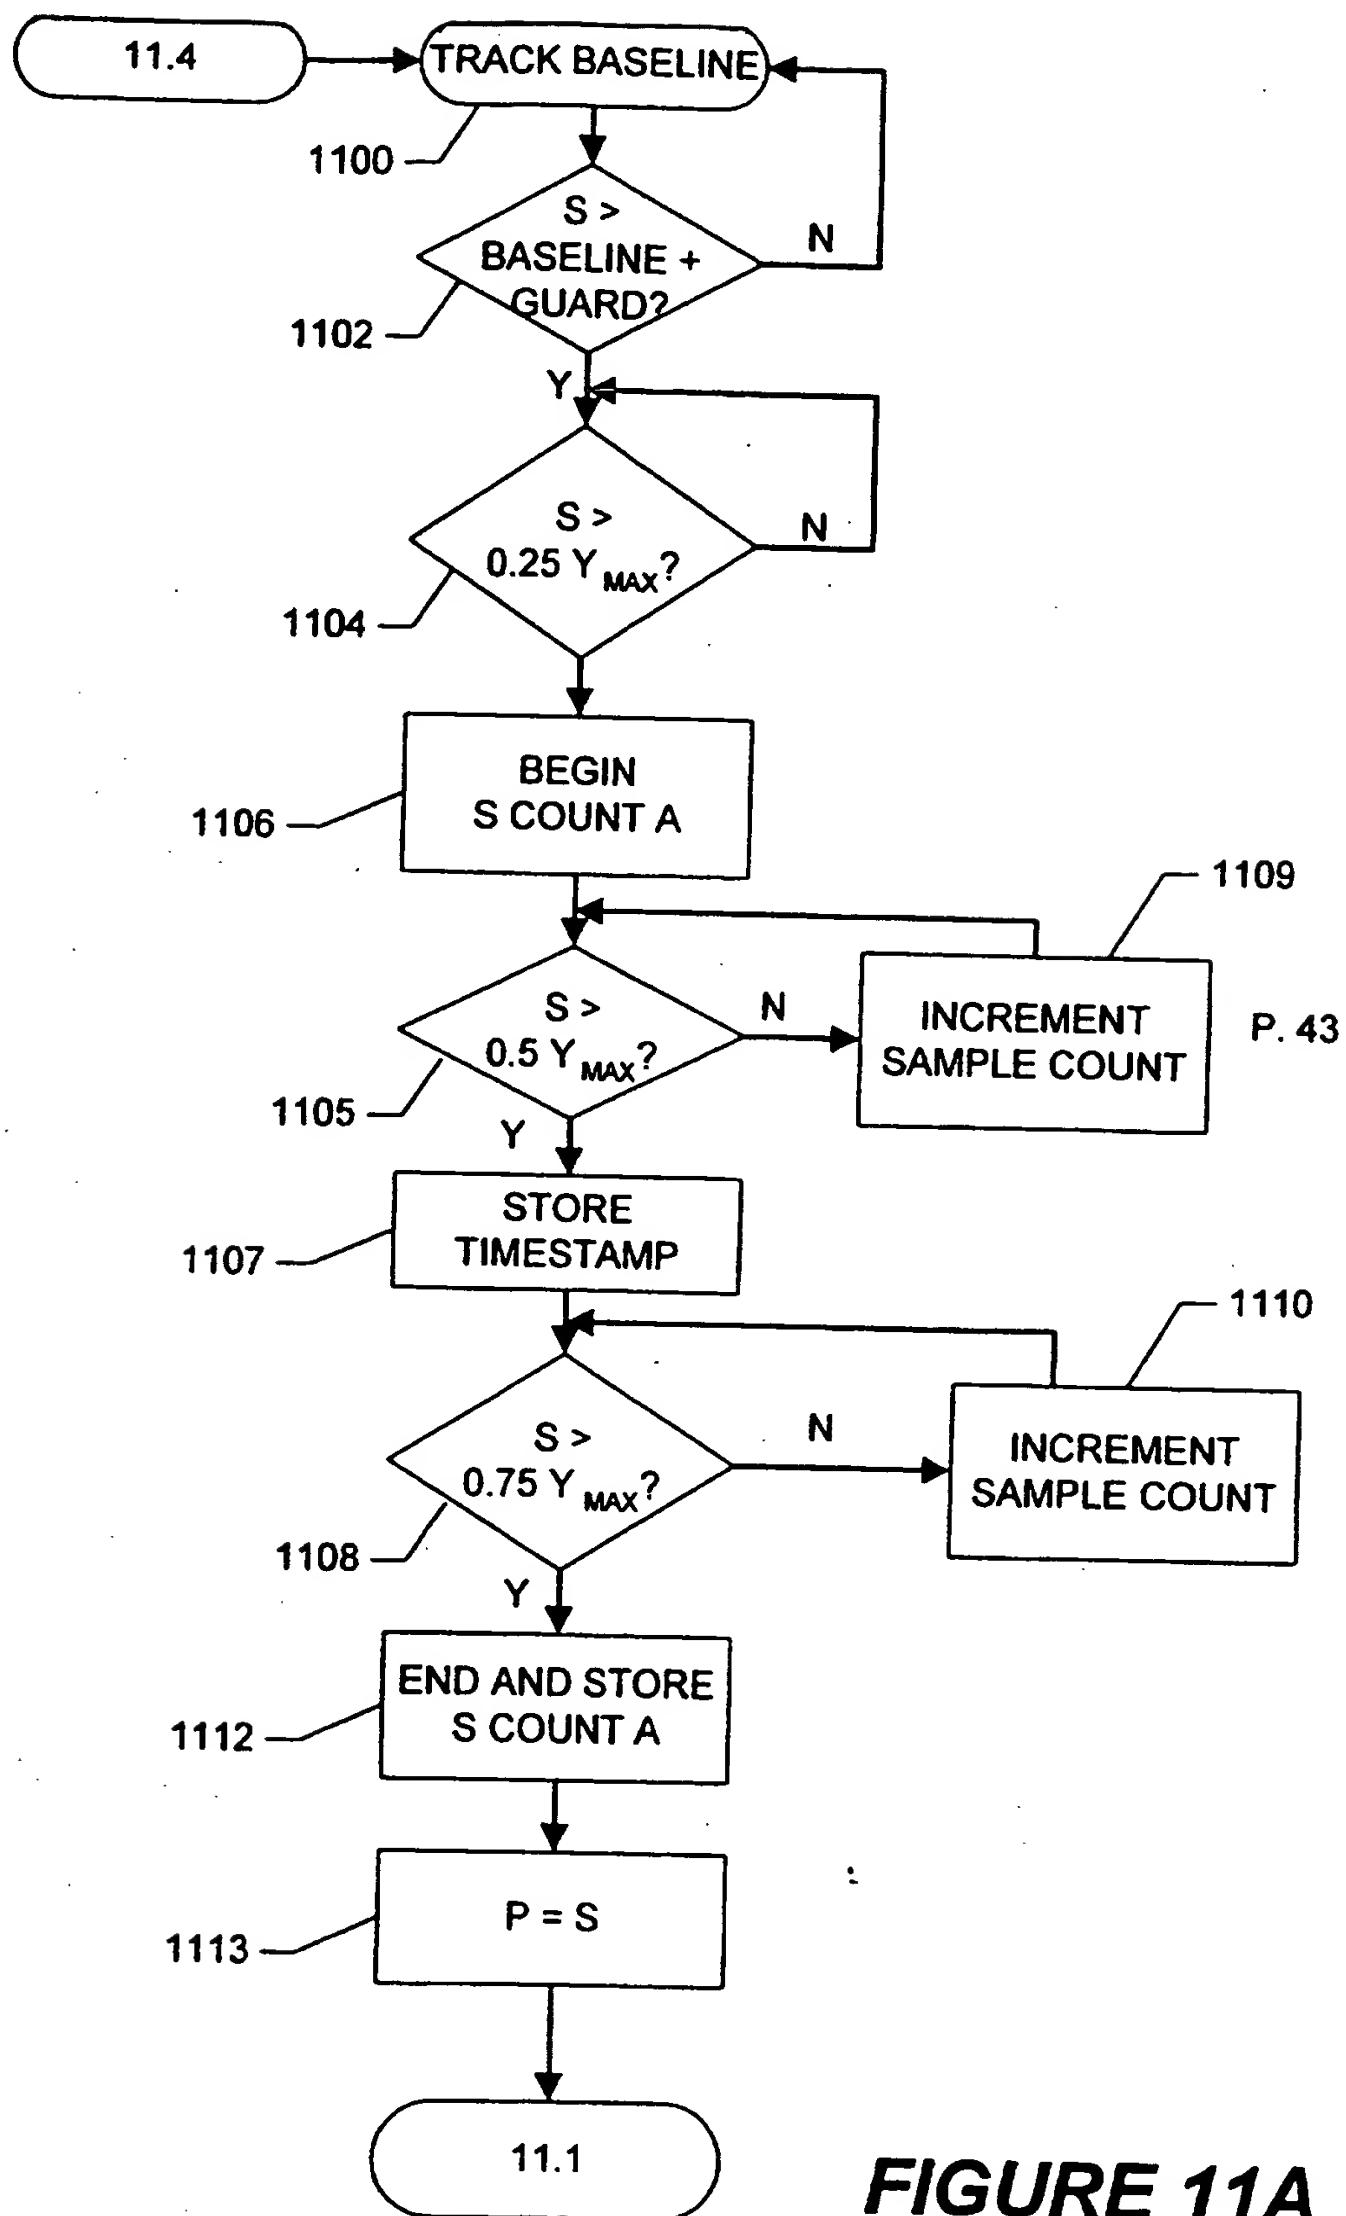 11.4
TRACK BASELINE
1100
S >
BASELINE +
GUARD?
N
1102
Y
S >
0.25 Y MAX?
N
1104
BEGIN
S COUNT A
1106
1109
S >
0.5 Y MAX?
N
INCREMENT
SAMPLE COUNT
P. 43
1105
Y
STORE
TIMESTAMP
1107
1110
S >
0.75 Y MAX?
N
INCREMENT
SAMPLE COUNT
1108
Y
END AND STORE
S COUNT A
1112
P = S
1113
11.1
FIGURE 11A